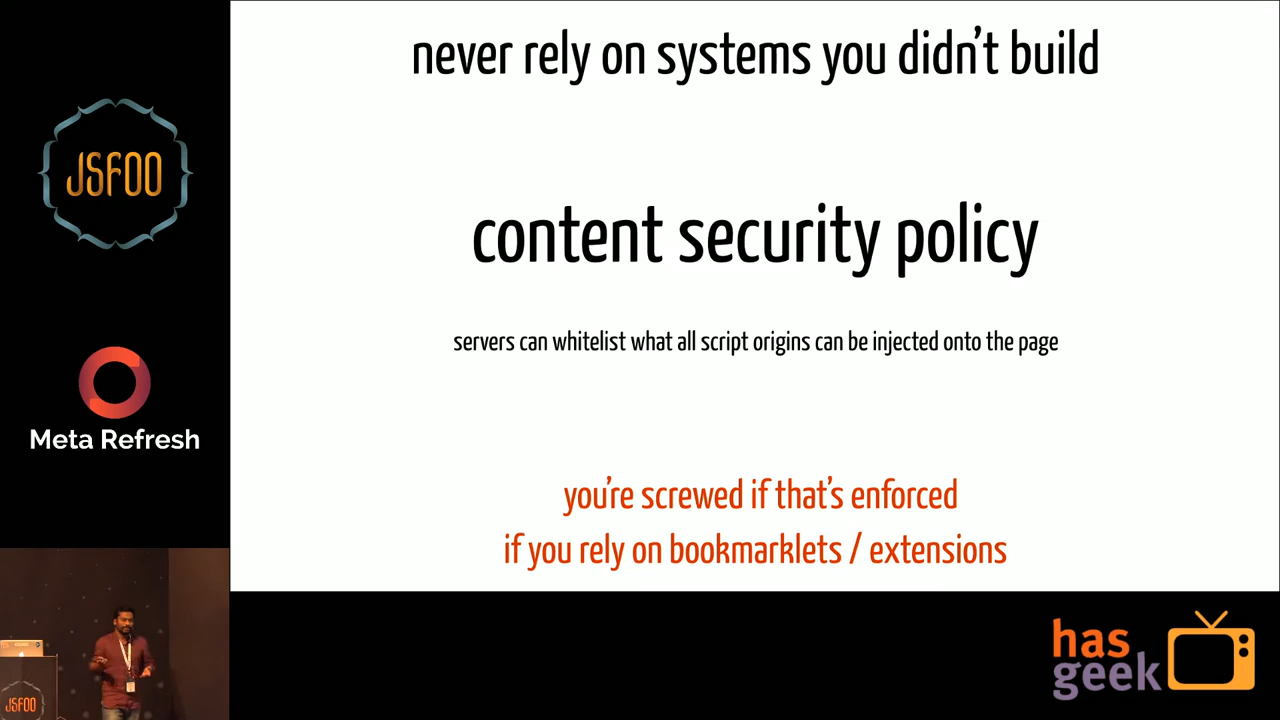 never rely on systems you didn't build
JSFOO
content security policy
servers can whitelist what all script origins can be injected onto the page
Meta Refresh
you're screwed if that's enforced
if you rely on bookmarklets / extensions
JSFOO
has
geek